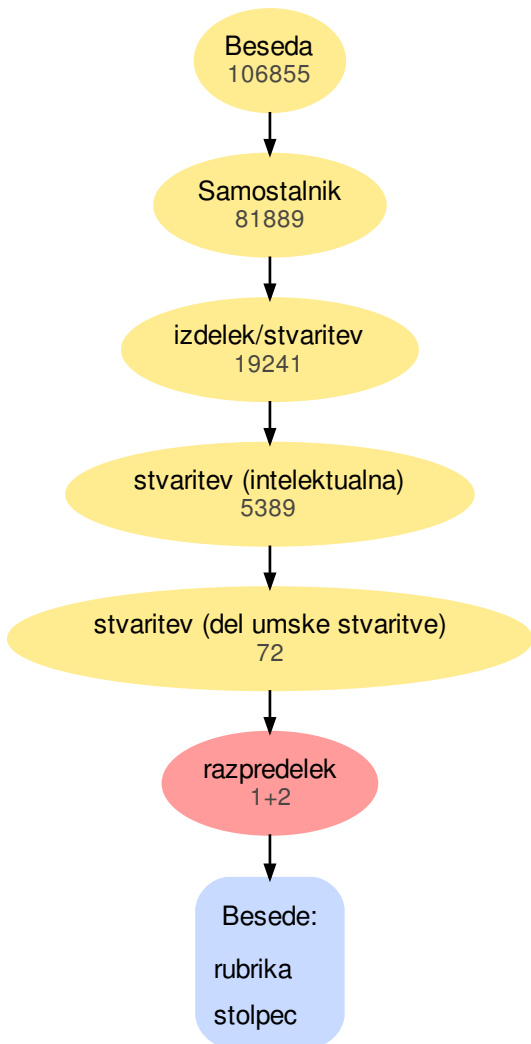 Beseda
106855
Samostalnik
81889
izdelek/stvaritev
19241
stvaritev (intelektualna)
5389
stvaritev (del umske stvaritve)
72
razpredelek
1+2
Besede:
rubrika
stolpec